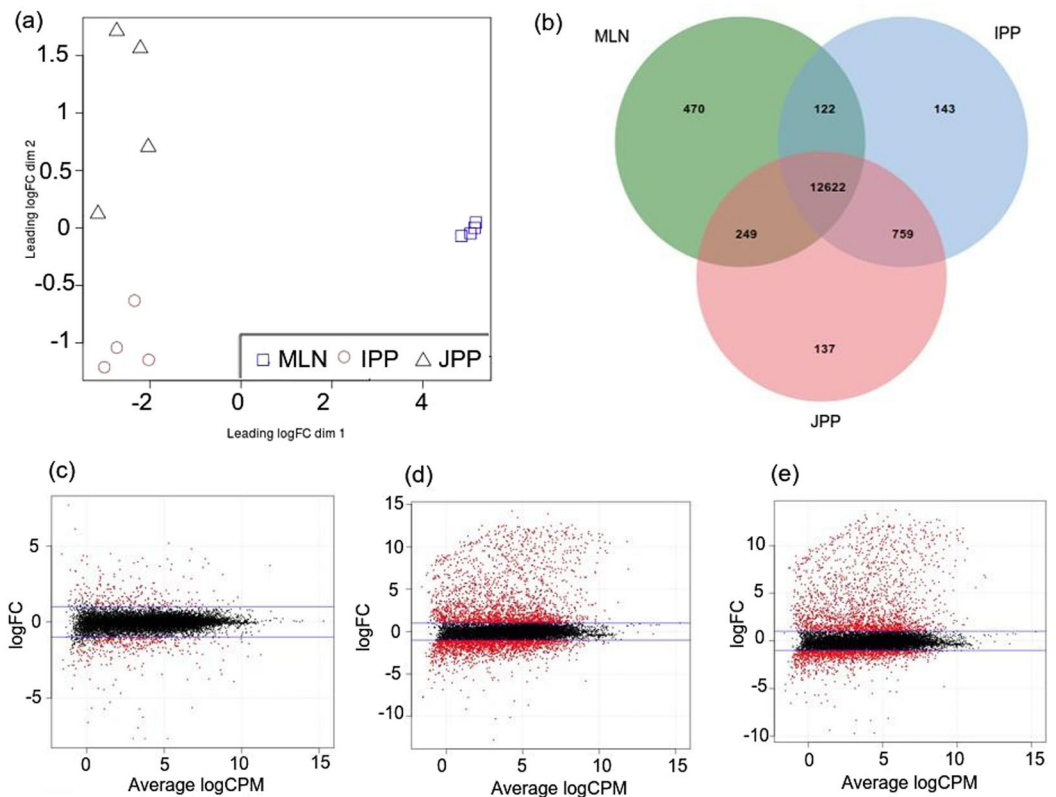 (a)
Leading logFC dim 2
1.5
1
0.5
0
-0.5
-1
-2
0
2
4
Leading logFC dim 1
MLN IPP JPP
(b)
MLN
IPP
470
122
143
12622
249
759
137
JPP
(c)
logFC
5
0
-5
0 5 10 15
Average logCPM
(d)
logFC
15
10
5
0
-5
-10
0 5 10 15
Average logCPM
(e)
logFC
10
5
0
-5
-10
0 5 10 15
Average logCPM